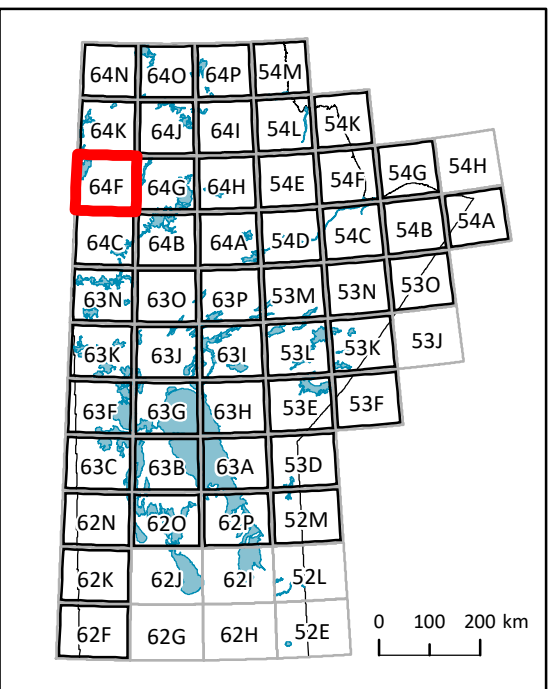 64N 64O 64P 54M
64K 64J 64I 54L 54K
64F 64G 64H 54E 54F 54G 54H
64C 64B 64A 54D 54C 54B 54A
63N 63O 63P 53M 53N 53O
63K 63J 63I 53L 53K 53J
63F 63G 63H 53E 53F
63C 63B 63A 53D
62N 62O 62P 52M
62K 62J 62I 52L
62F 62G 62H 52E
0 100 200 km